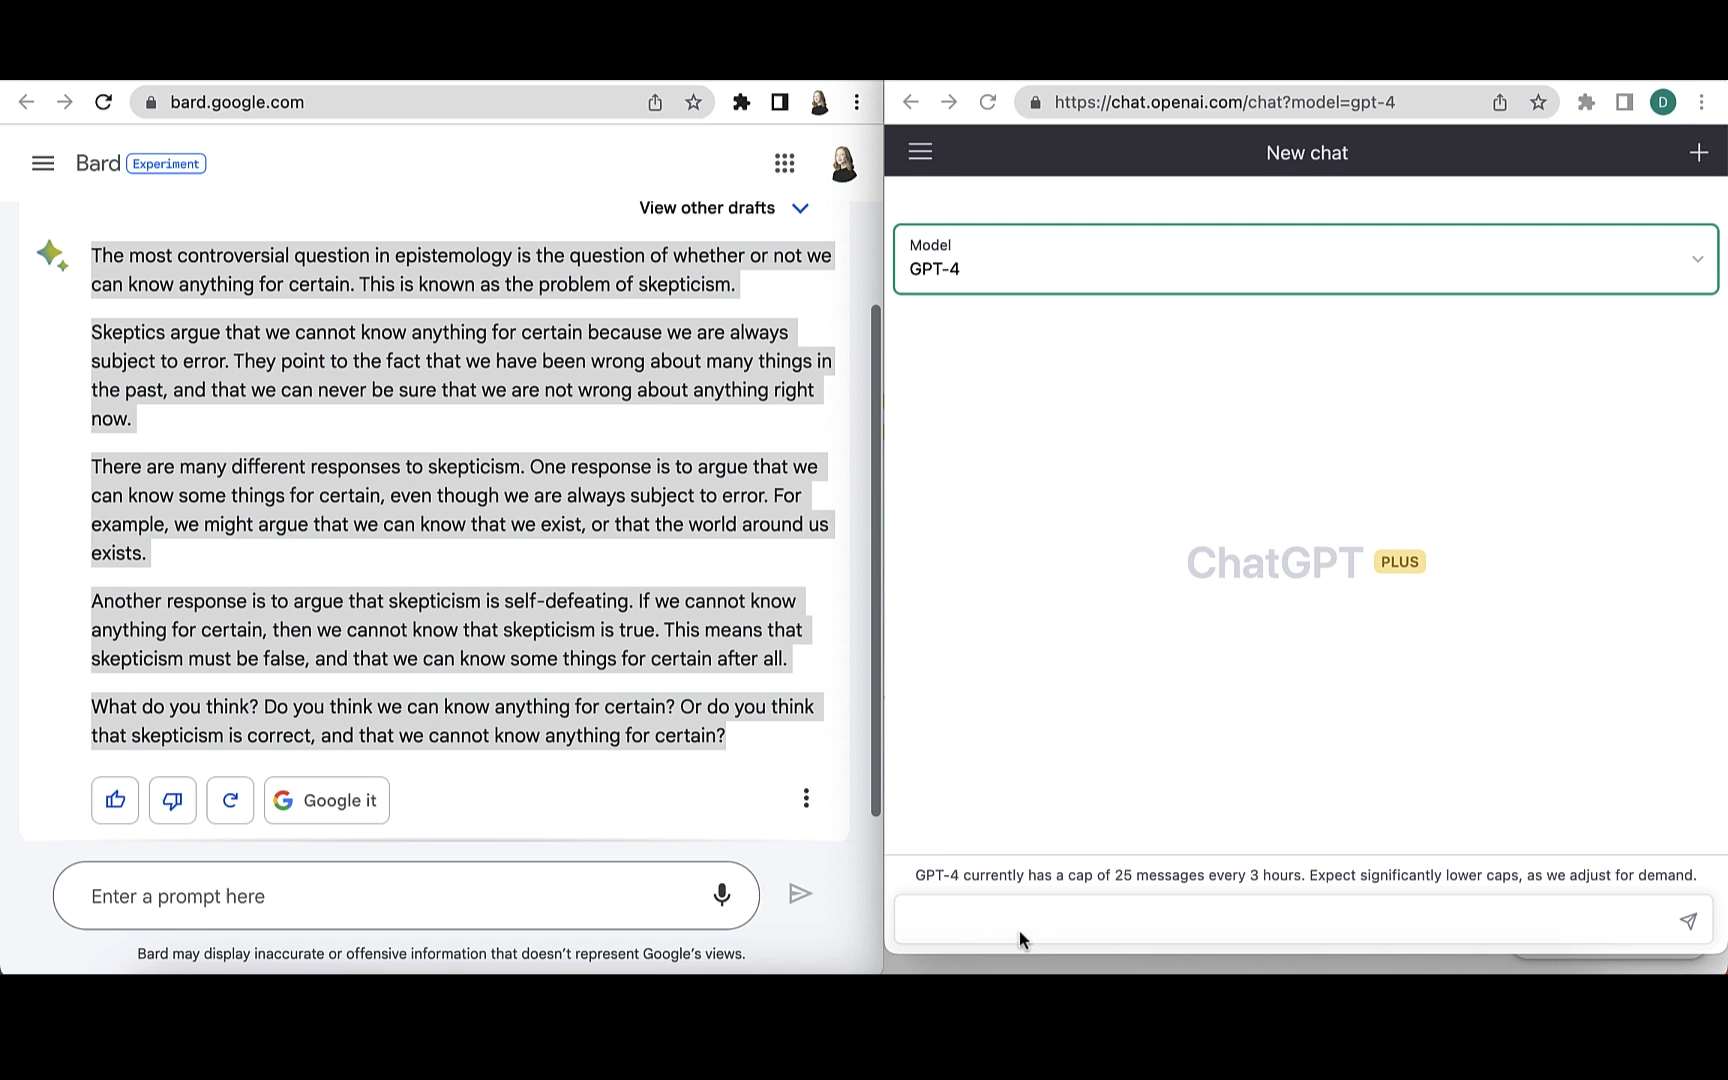 bard.google.com
Bard Experiment
View other drafts
The most controversial question in epistemology is the question of whether or not we
can know anything for certain. This is known as the problem of skepticism.
Skeptics argue that we cannot know anything for certain because we are always
subject to error. They point to the fact that we have been wrong about many things in
the past, and that we can never be sure that we are not wrong about anything right
now.
There are many different responses to skepticism. One response is to argue that we
can know some things for certain, even though we are always subject to error. For
example, we might argue that we can know that we exist, or that the world around us
exists.
Another response is to argue that skepticism is self-defeating. If we cannot know
anything for certain, then we cannot know that skepticism is true. This means that
skepticism must be false, and that we can know some things for certain after all.
What do you think? Do you think we can know anything for certain? Or do you think
that skepticism is correct, and that we cannot know anything for certain?
Google it
Enter a prompt here
Bard may display inaccurate or offensive information that doesn't represent Google's views.
https://chat.openai.com/chat?model=gpt-4
D
New chat
Model
GPT-4
ChatGPT PLUS
GPT-4 currently has a cap of 25 messages every 3 hours. Expect significantly lower caps, as we adjust for demand.